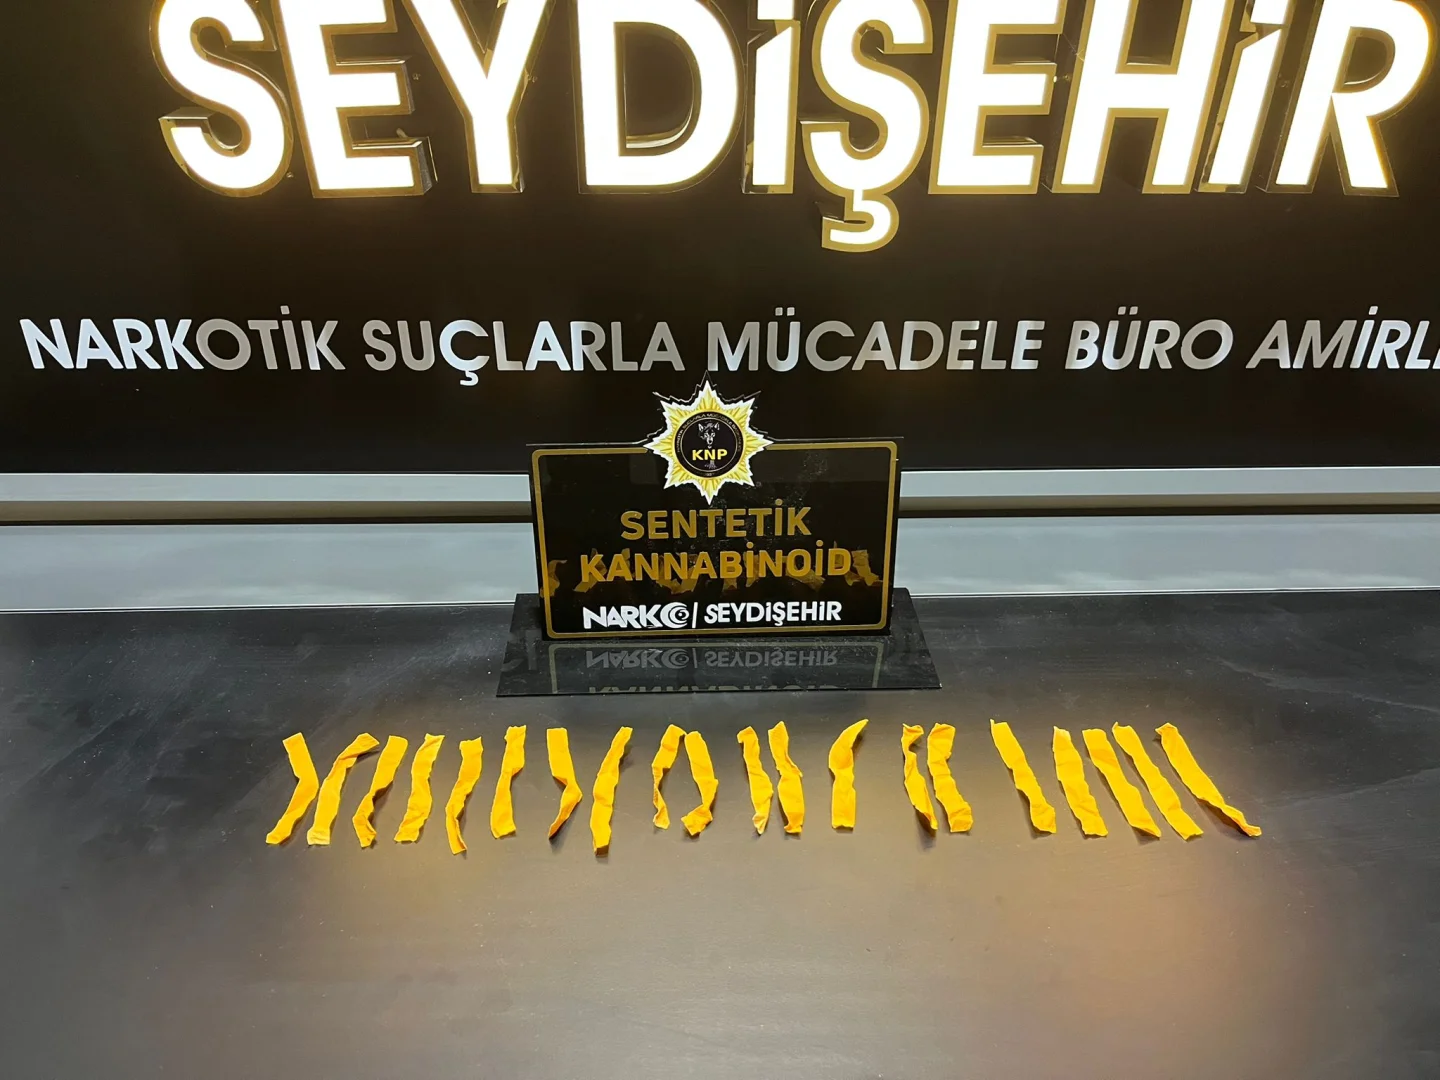 SEYDİŞEHİR
NARKOTİK SUÇLARLA MÜCADELE BÜRO AMİRL
KNP
SENTETİK
KANNABİNOİD
NARKO | SEYDİŞEHİR